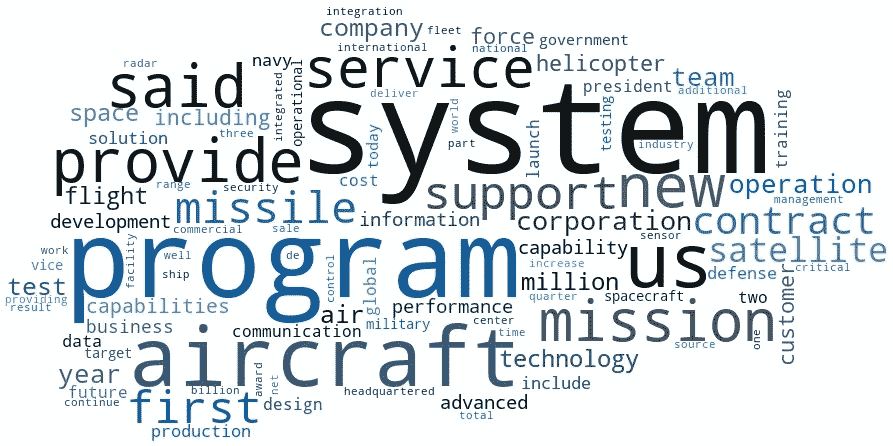 integration
company
fleet
force
government
international
national
navy
service
helicopter
radar
said
integrated
operational
deliver
president
team
additional
space
including
system
testing
training
solution
three
today
world
part
launch
industry
provide
cost
support
new
operation
range
security
flight
missile
management
development
commercial
sale
information
corporation
contract
work
program
capability
sensor
us
satellite
vice
facility
well
de
control
global
increase
defense
critical
test
ship
million
customer
providing
result
capabilities
air
performance
quarter
spacecraft
two
business
military
center
mission
data
communication
time
one
target
aircraft
source
year
technology
future
award
billion
net
headquartered
include
continue
first
design
advanced
total
production